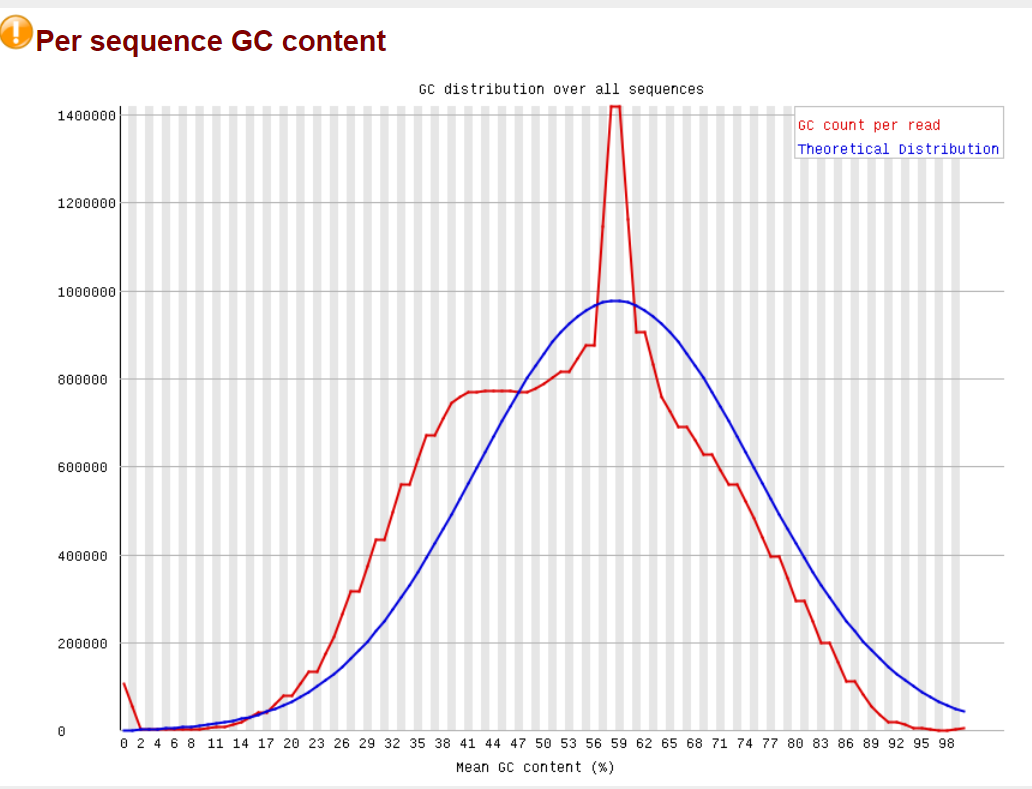 Per sequence GC content
GC distribution over all sequences
GC count per read
Theoretical Distribution
1400000
1200000
1000000
800000
600000
400000
200000
0
0 2 4 6 8 11 14 17 20 23 26 29 32 35 38 41 44 47 50 53 56 59 62 65 68 71 74 77 80 83 86 89 92 95 98
Mean GC content (%)